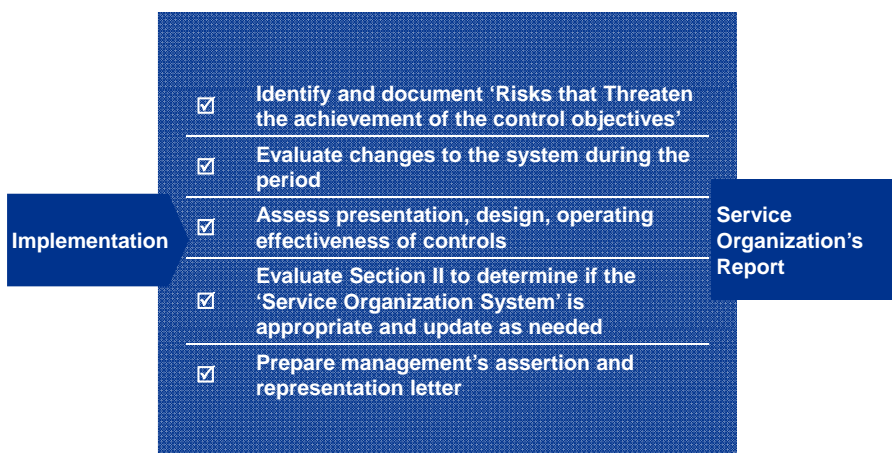 Identify and document ‘Risks that Threaten
the achievement of the control objectives’
Evaluate changes to the system during the
period
Implementation
Assess presentation, design, operating
effectiveness of controls
Evaluate Section II to determine if the
‘Service Organization System’ is
appropriate and update as needed
Prepare management’s assertion and
representation letter
Service
Organization’s
Report